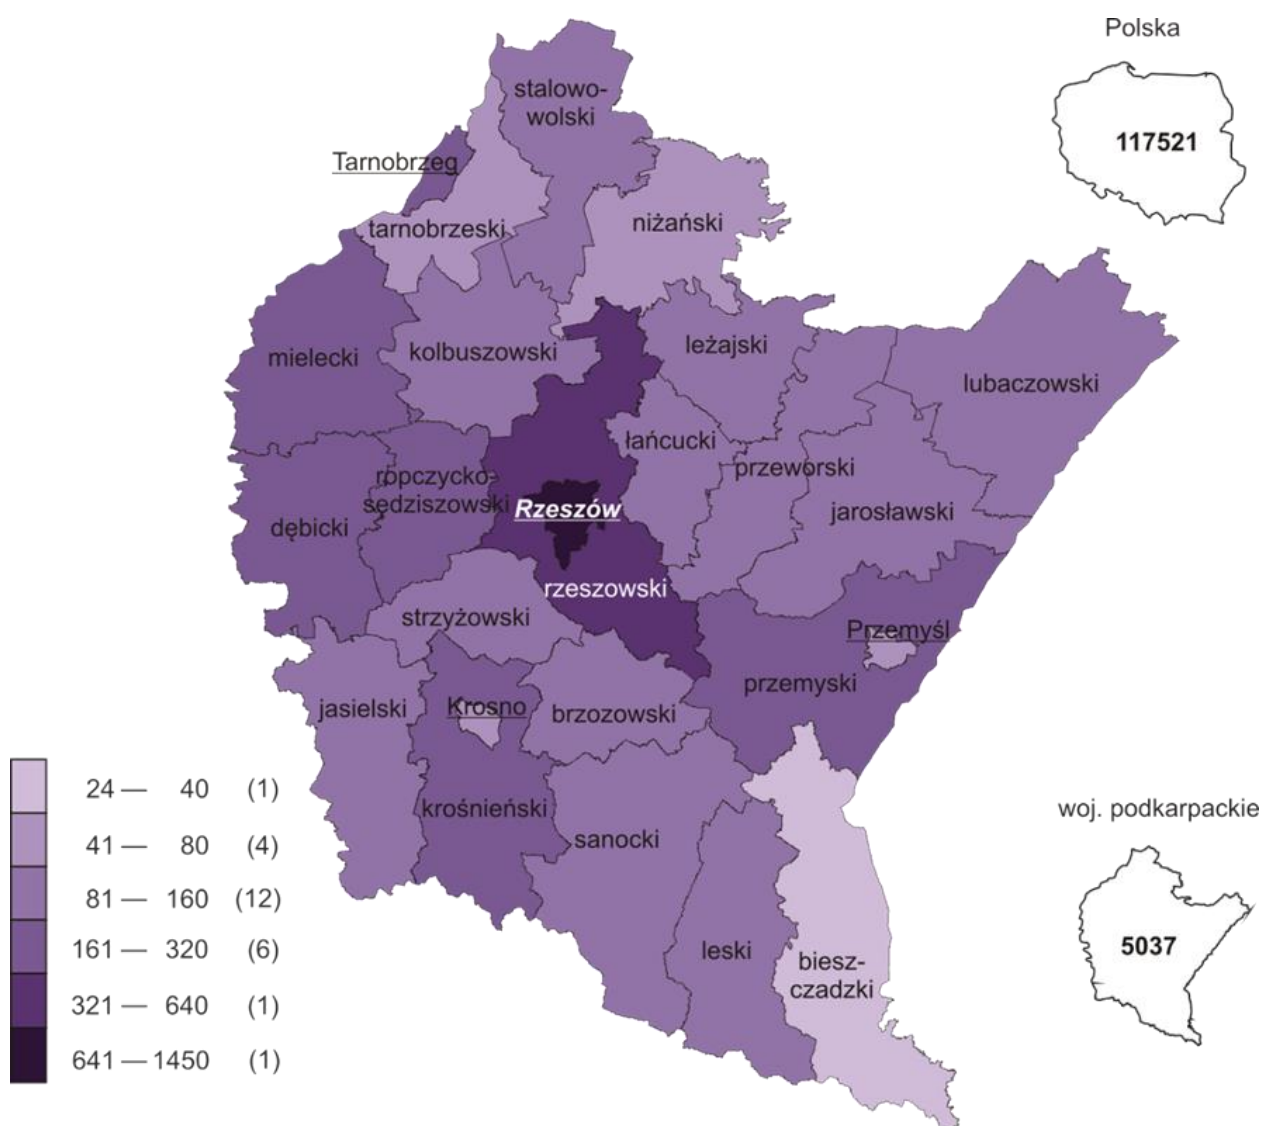 Polska
117521
stalowo-
wolski
Tarnobrzeg
tarnobrzeski
niżański
mielecki
kolbuszowski
leżajski
lubaczowski
łańcucki
przeworski
ropczycko-
sędziszowski
Rzeszów
jarosławski
dębicki
rzeszowski
strzyżowski
Przemyśl
przemyski
jasielski
Krosno
brzozowski
krośnieński
sanocki
leski
biesz-
czadzki
24 — 40 (1)
41 — 80 (4)
81 — 160 (12)
161 — 320 (6)
321 — 640 (1)
641 — 1450 (1)
woj. podkarpackie
5037